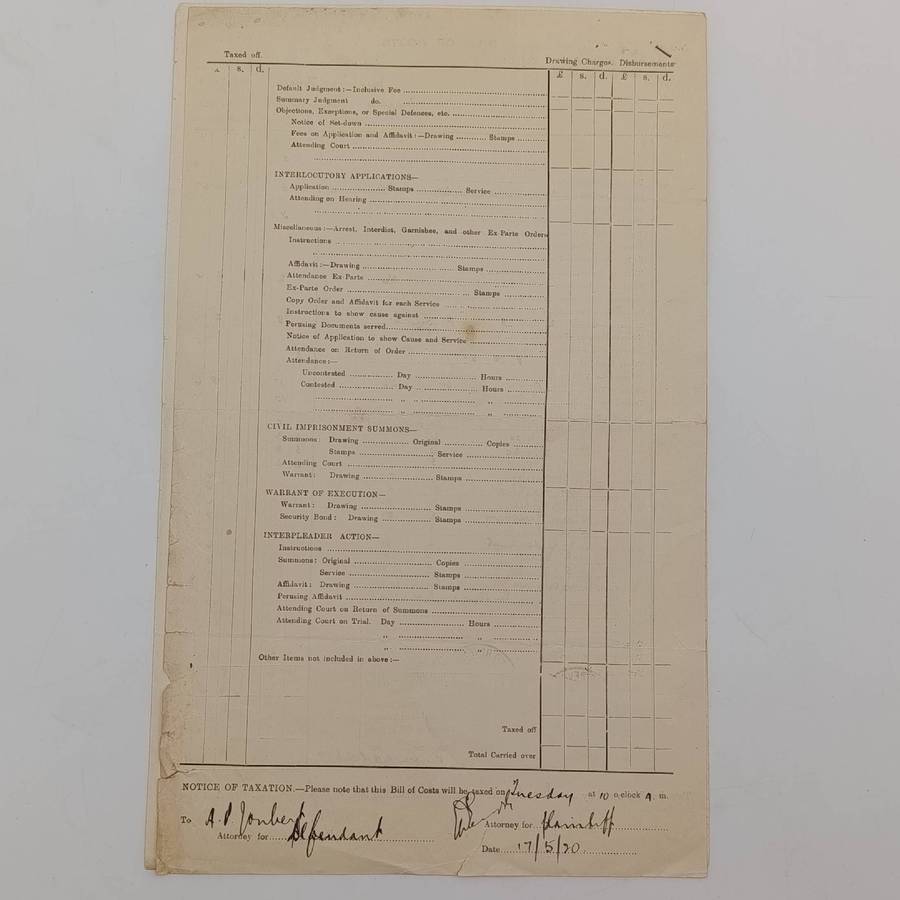 Taxed off.
Drawing Charges. Disbursements
s. d.
£ s. d. £ s. d.
Default Judgment:—Inclusive Fee
Summary Judgment do.
Objections, Exceptions, or Special Defences, etc.
Notice of Set-down
Fees on Application and Affidavit:—Drawing Stamps
Attending Court
INTERLOCUTORY APPLICATIONS—
Application Stamps Service
Attending on Hearing
Miscellaneous:—Arrest, Interdict, Garnishee, and other Ex Parte Orders
Instructions
Affidavit:—Drawing Stamps
Attendance Ex-Parte
Ex-Parte Order Stamps
Copy Order and Affidavit for each Service
Instructions to show cause against
Perusing Documents served
Notice of Application to show Cause and Service
Attendance on Return of Order
Attendance:—
Uncontested Day Hours
Contested Day Hours
" " "
" " "
CIVIL IMPRISONMENT SUMMONS—
Summons: Drawing Original Copies
Stamps Service
Attending Court
Warrant: Drawing Stamps
WARRANT OF EXECUTION—
Warrant: Drawing Stamps
Security Bond: Drawing Stamps
INTERPLEADER ACTION—
Instructions
Summons: Original Copies
Service Stamps
Affidavit: Drawing Stamps
Perusing Affidavit
Attending Court on Return of Summons
Attending Court on Trial. Day Hours
" "
" "
Other Items not included in above:—
Taxed off
Total Carried over
NOTICE OF TAXATION.—Please note that this Bill of Costs will be taxed on Tuesday at 10 o'clock A. m.
To A. P Joubert Attorney for Plaintiff
Attorney for Defendant
Date 17/5/20